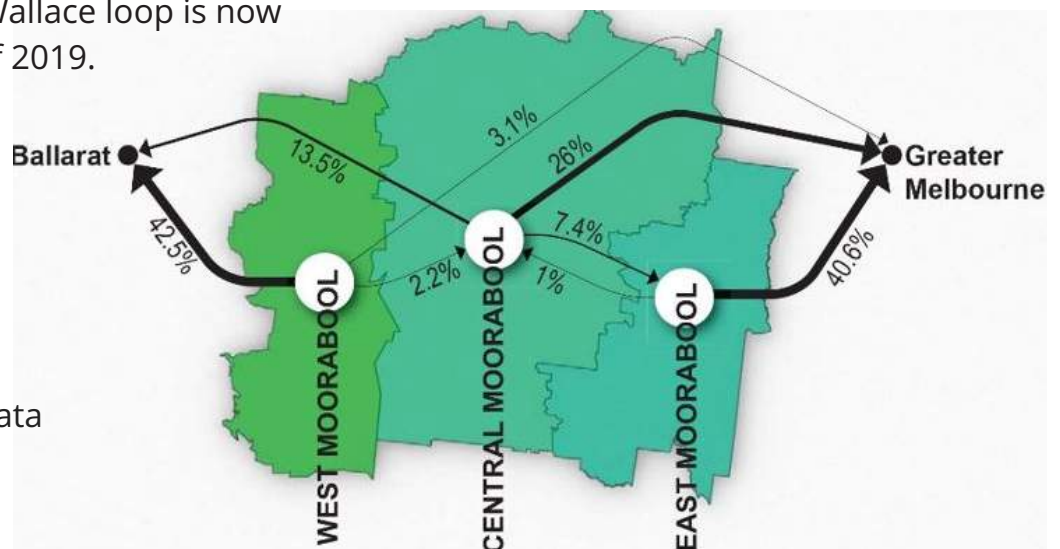 Wallace loop is now
f 2019.
ata
3.1%
26%
13.5%
Ballarat
Greater
Melbourne
42.5%
7.4%
2.2%
1%
40.6%
WEST MOORABOOL
CENTRAL MOORABOOL
EAST MOORABOOL